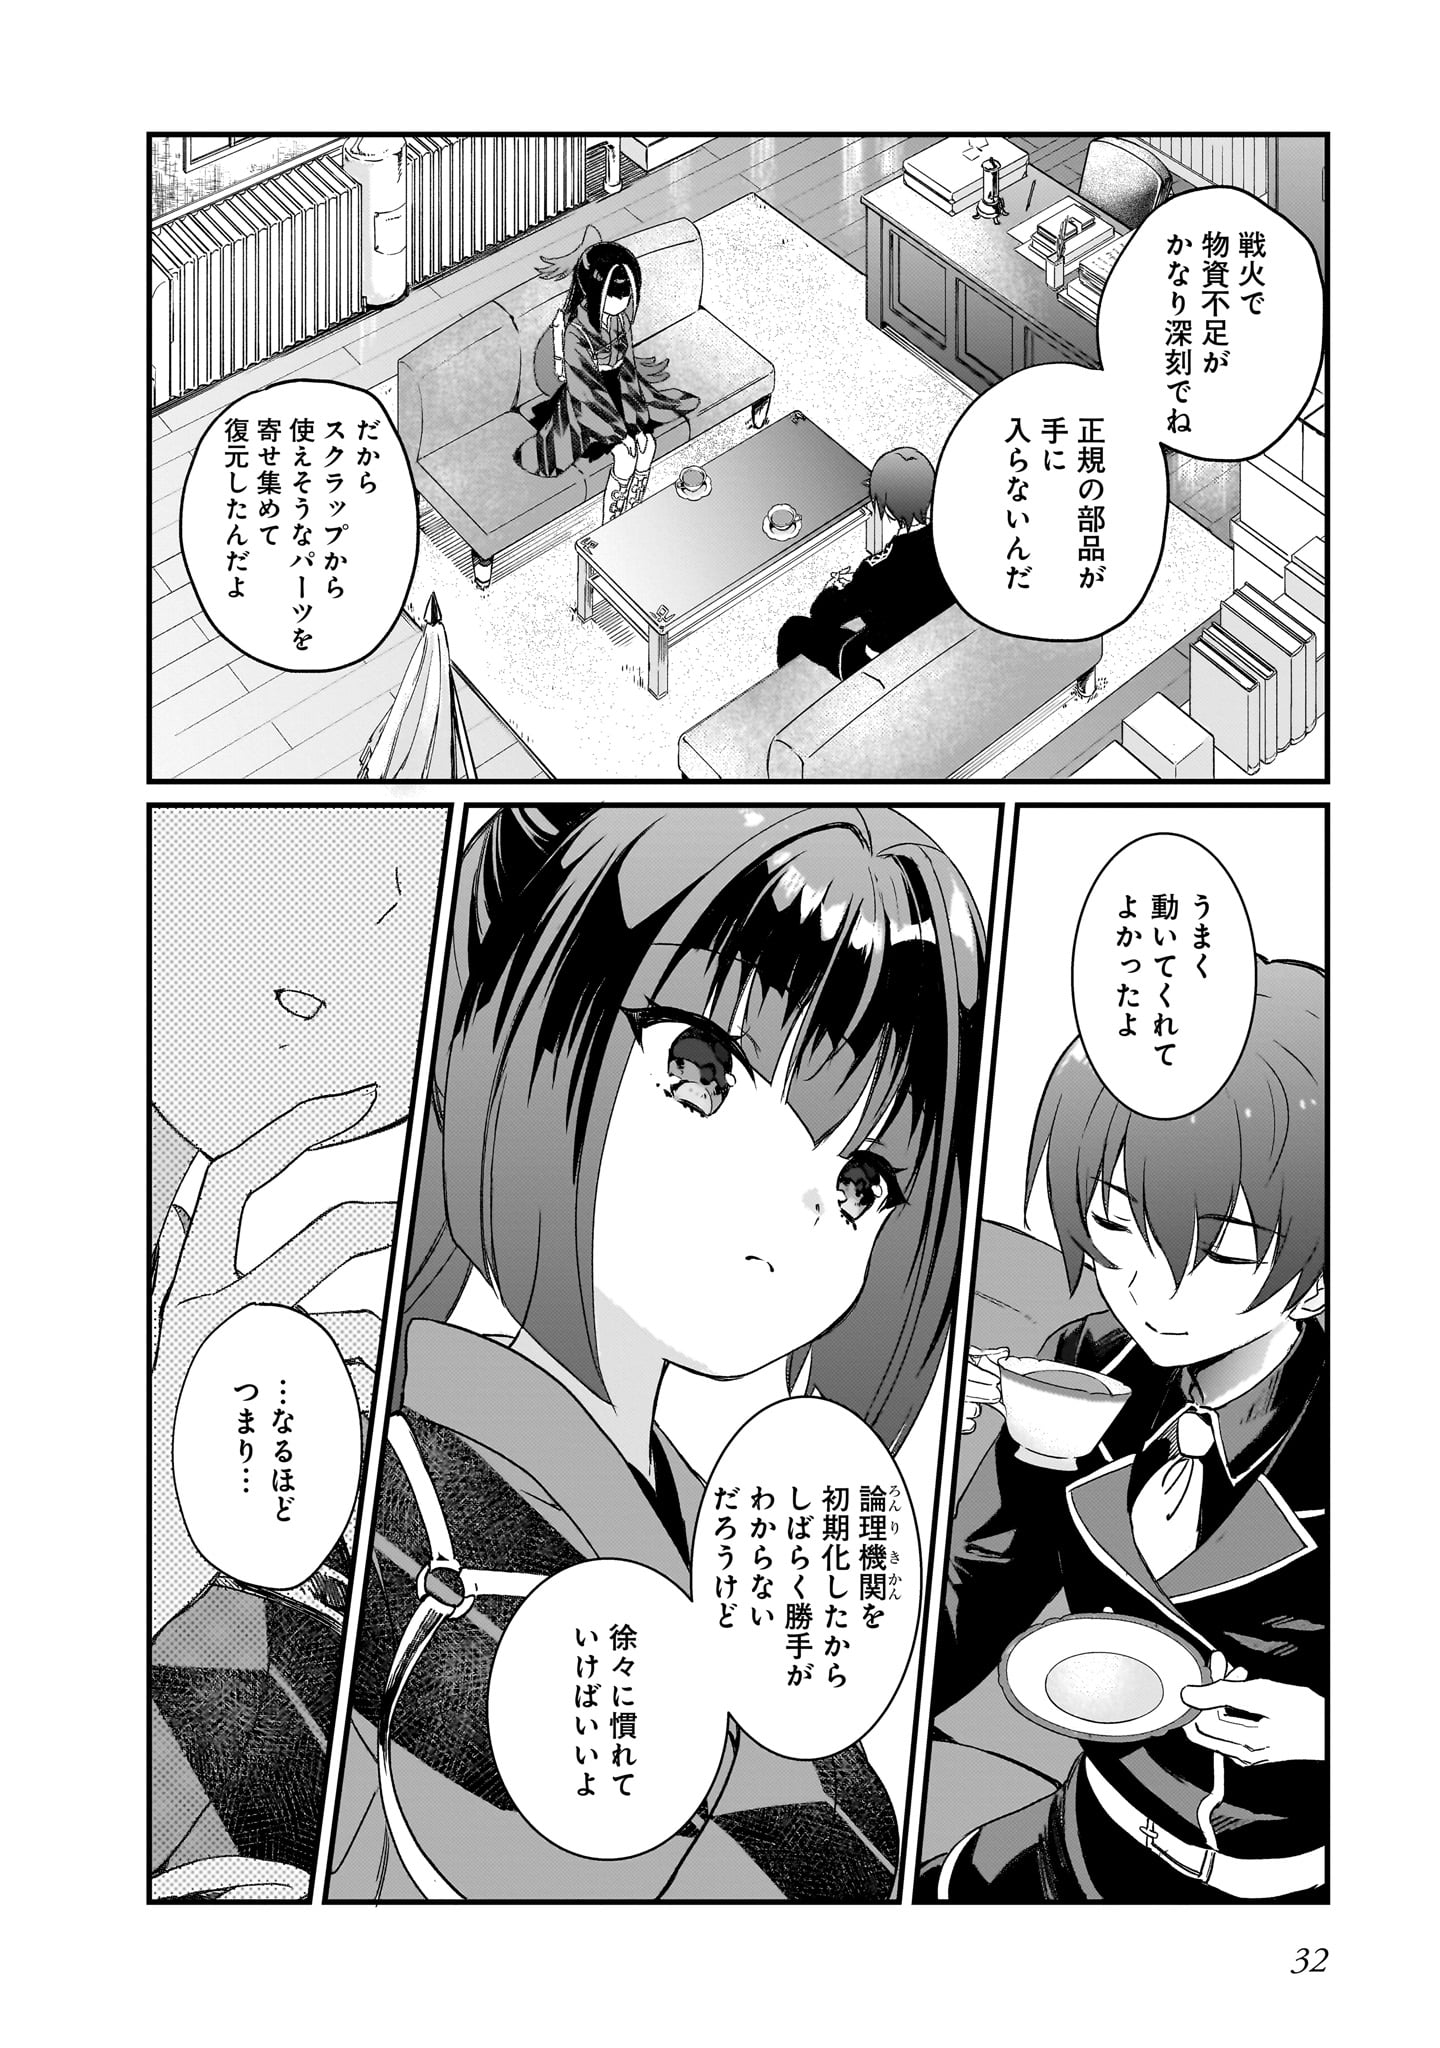 戦火で
物資不足が
かなり深刻でね
正規の部品が
手に
入らないんだ
だから
スクラップから
使えそうなパーツを
寄せ集めて
復元したんだよ
うまく
動いてくれて
よかったよ
論理機関を
ろんりきかん
初期化したから
しばらく勝手が
わからない
だろうけど
徐々に慣れて
いけばいいよ
…なるほど
つまり…
32